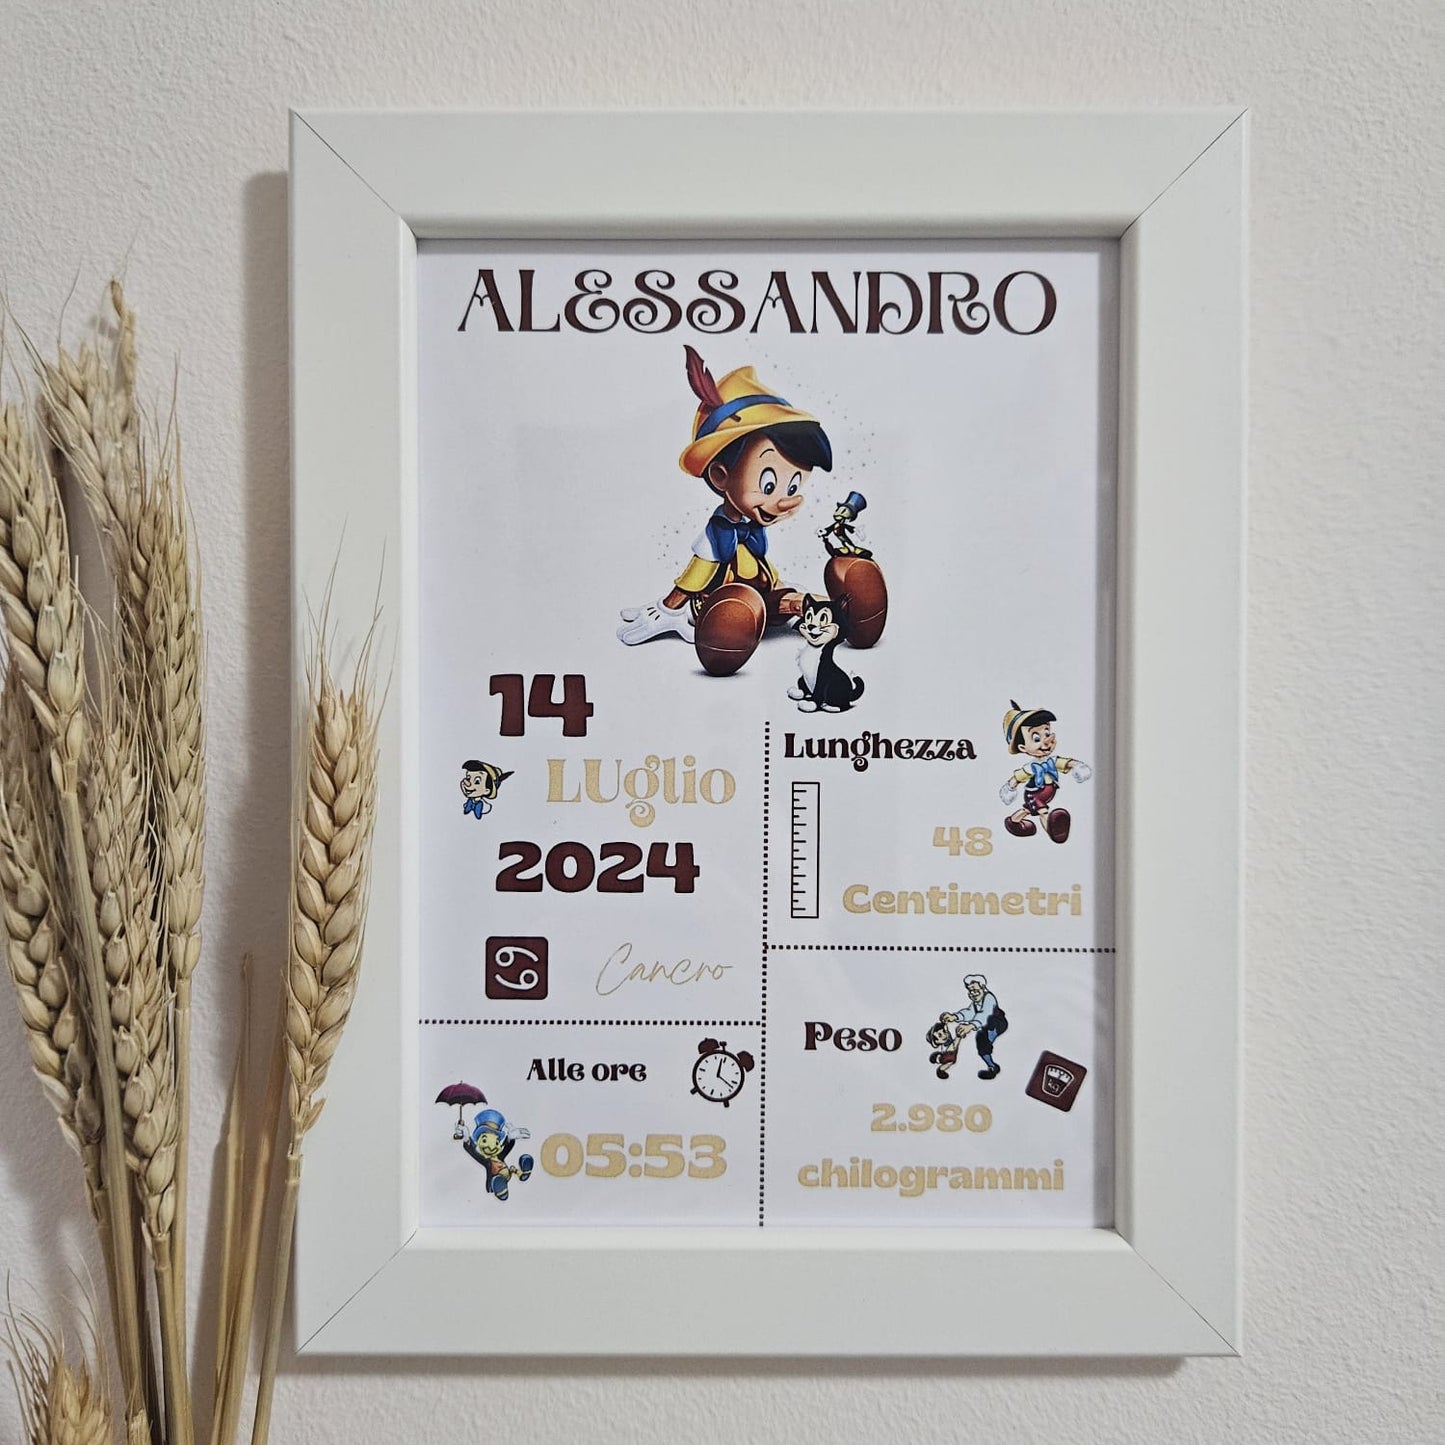 ALESSANDRO
14
LUglio
2024
Cancro
Alle ore
05:53
Lunghezza
48
Centimetri
Peso
2.980
chilogrammi